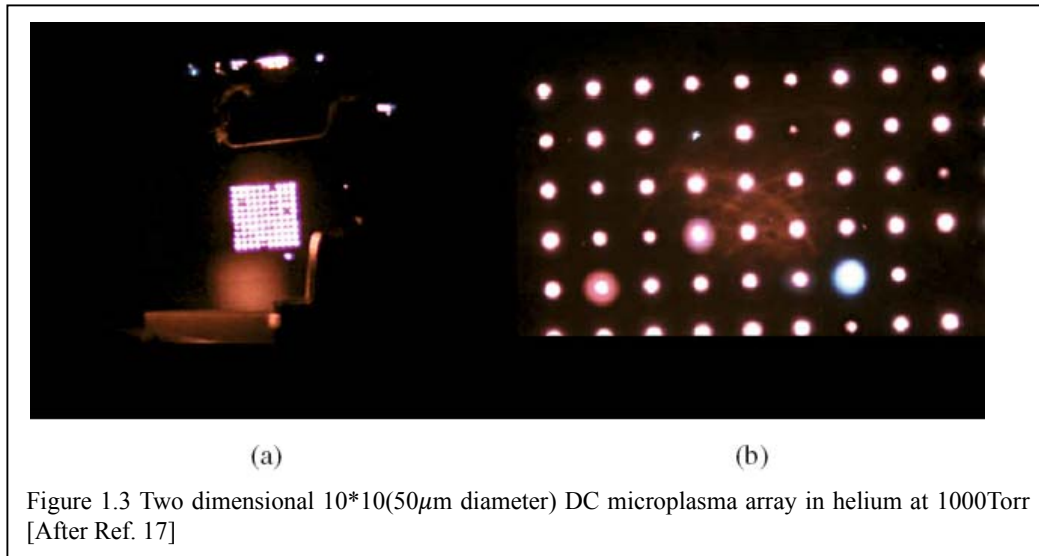 (a) (b)
Figure 1.3 Two dimensional 10*10(50μm diameter) DC microplasma array in helium at 1000Torr
[After Ref. 17]